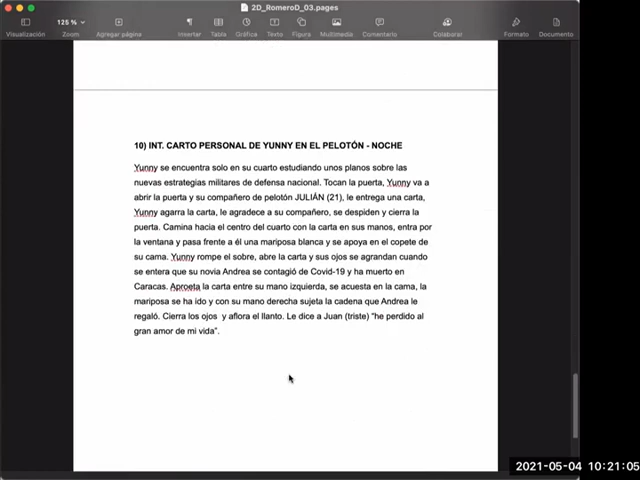 2D_RomeroD_03.pages
125 %
Visualización Zoom Agregar página Insertar Tabla Gráfica Texto Figura Multimedia Comentario Colaborar Formato Documento
10) INT. CARTO PERSONAL DE YUNNY EN EL PELOTÓN - NOCHE
Yunny se encuentra solo en su cuarto estudiando unos planos sobre las
nuevas estrategias militares de defensa nacional. Tocan la puerta, Yunny va a
abrir la puerta y su compañero de pelotón JULIÁN (21), le entrega una carta,
Yunny agarra la carta, le agradece a su compañero, se despiden y cierra la
puerta. Camina hacia el centro del cuarto con la carta en sus manos, entra por
la ventana y pasa frente a él una mariposa blanca y se apoya en el copete de
su cama. Yunny rompe el sobre, abre la carta y sus ojos se agrandan cuando
se entera que su novia Andrea se contagió de Covid-19 y ha muerto en
Caracas. Aproeta la carta entre su mano izquierda, se acuesta en la cama, la
mariposa se ha ido y con su mano derecha sujeta la cadena que Andrea le
regaló. Cierra los ojos y aflora el llanto. Le dice a Juan (triste) “he perdido al
gran amor de mi vida”.
2021-05-04 10:21:05